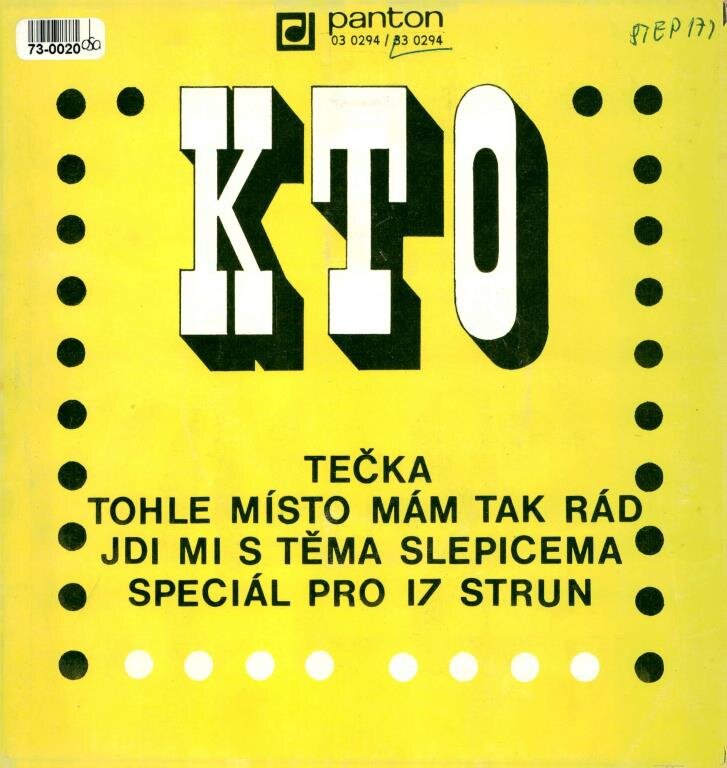 panton
03 0294 / 33 0294
73-0020
KTO
TEČKA
TOHLE MÍSTO MÁM TAK RÁD
JDI MI S TĚMA SLEPICEMA
SPECIÁL PRO 17 STRUN